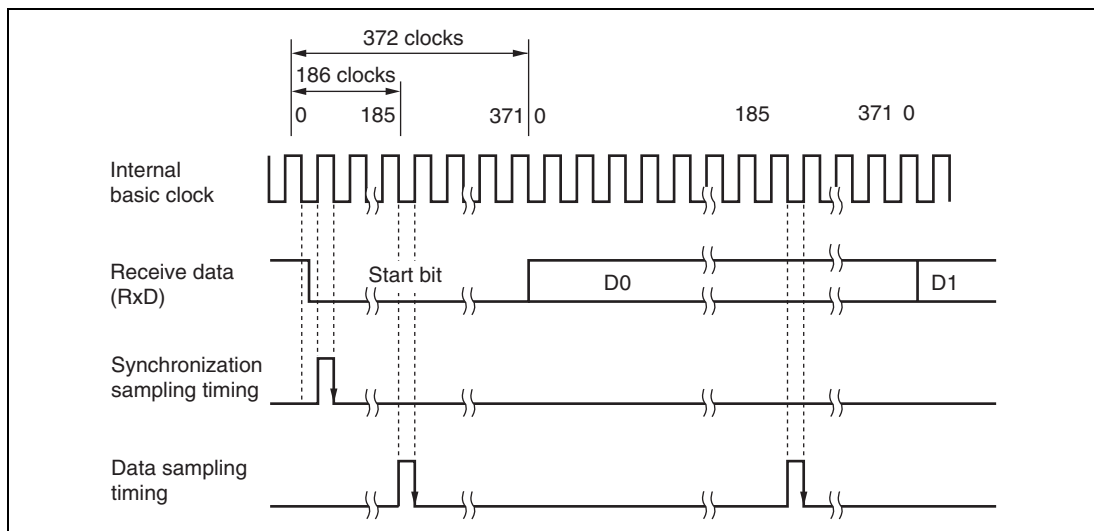 372 clocks
186 clocks
0 185 371 0 185 371 0
Internal
basic clock
Receive data
(RxD)
Start bit D0 D1
Synchronization
sampling timing
Data sampling
timing